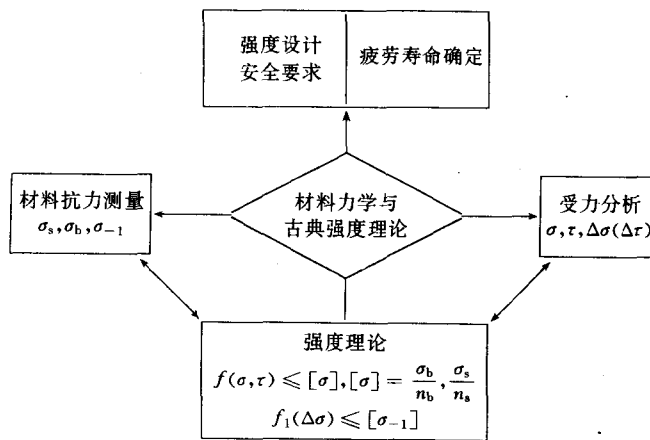 强度设计
安全要求
疲劳寿命确定
材料抗力测量
σs,σb,σ−1
材料力学与
古典强度理论
受力分析
σ,τ,Δσ(Δτ)
强度理论
f(σ,τ)⩽[σ],[σ]=σb/nb,σs/ns
f1(Δσ)⩽[σ−1]